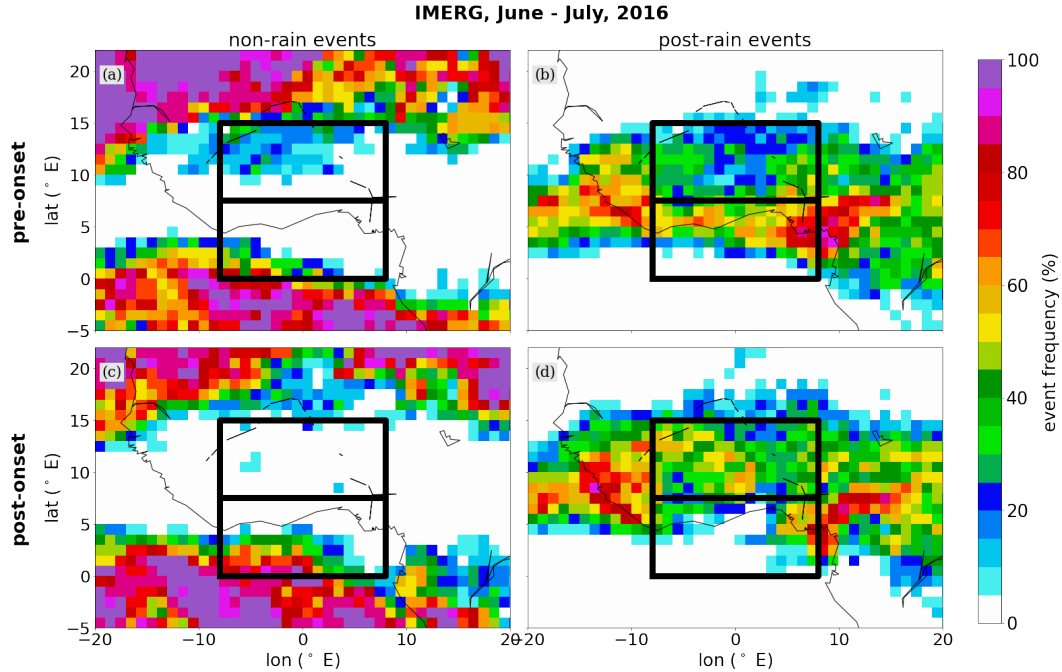 IMERG, June - July, 2016
non-rain events
post-rain events
pre-onset
lat (° E)
20
15
10
5
0
−5
(a)
(b)
post-onset
lat (° E)
20
15
10
5
0
−5
(c)
(d)
−20
−10
0
10
20
−20
−10
0
10
20
lon (° E)
lon (° E)
100
80
60
40
20
0
event frequency (%)